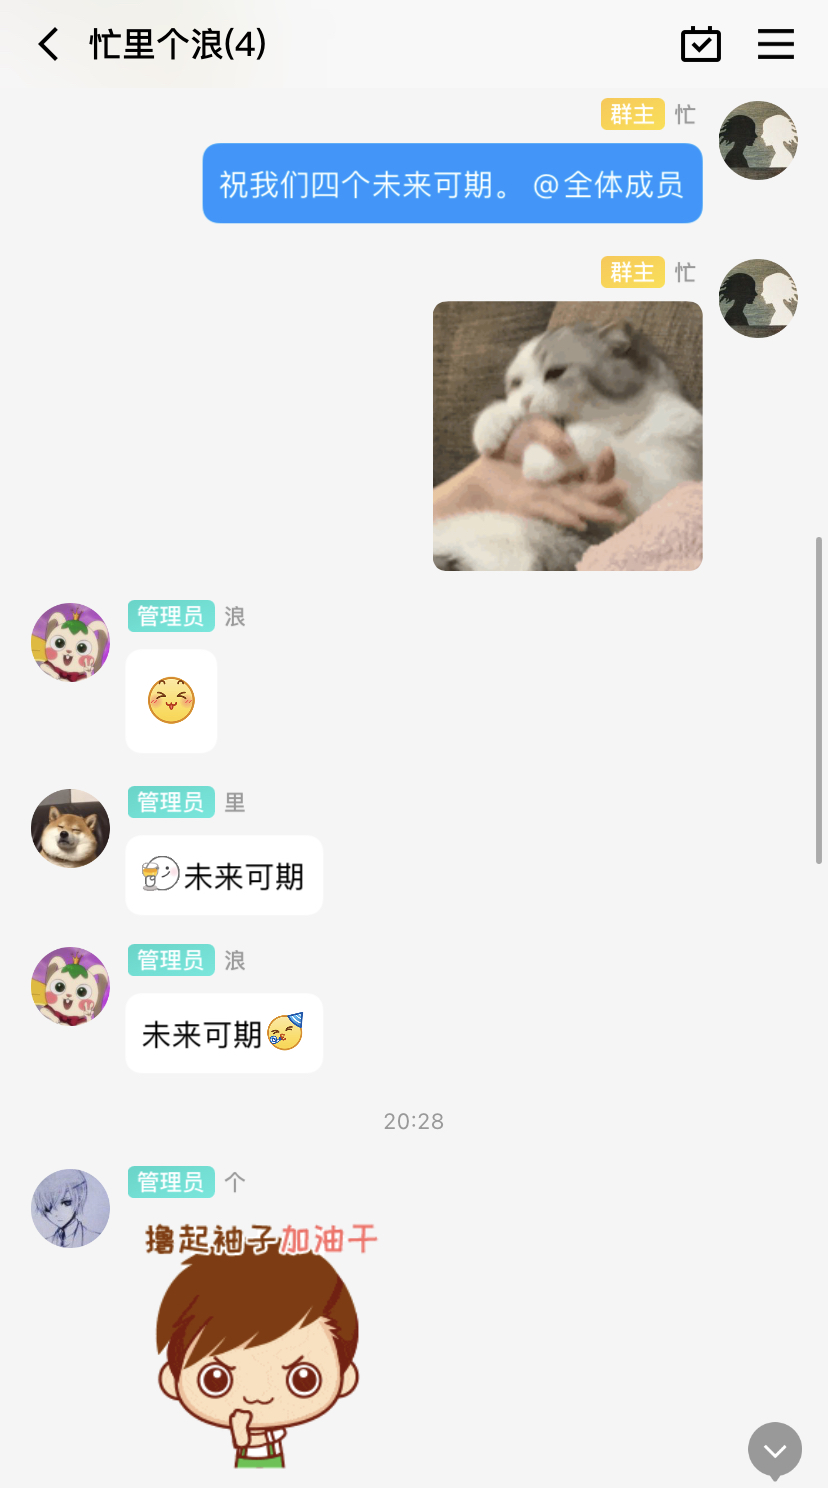 忙里个浪(4)
群主 忙
祝我们四个未来可期。 @全体成员
群主 忙
管理员 浪
管理员 里
未来可期
管理员 浪
未来可期
20:28
管理员 个
撸起袖子加油干